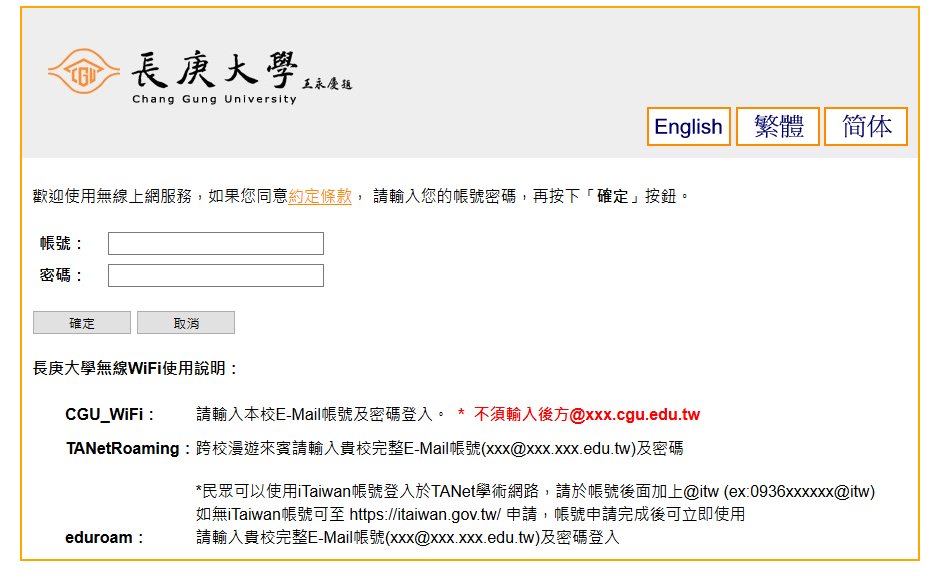 CGU
長庚大學 王永慶題
Chang Gung University
English 繁體 简体
歡迎使用無線上網服務，如果您同意約定條款， 請輸入您的帳號密碼，再按下「確定」按鈕。
帳號：
密碼：
確定 取消
長庚大學無線WiFi使用說明：
CGU_WiFi： 請輸入本校E-Mail帳號及密碼登入。 * 不須輸入後方@xxx.cgu.edu.tw
TANetRoaming： 跨校漫遊來賓請輸入貴校完整E-Mail帳號(xxx@xxx.xxx.edu.tw)及密碼
*民眾可以使用iTaiwan帳號登入於TANet學術網路，請於帳號後面加上@itw (ex:0936xxxxxx@itw)
如無iTaiwan帳號可至 https://itaiwan.gov.tw/ 申請，帳號申請完成後可立即使用
eduroam： 請輸入貴校完整E-Mail帳號(xxx@xxx.xxx.edu.tw)及密碼登入